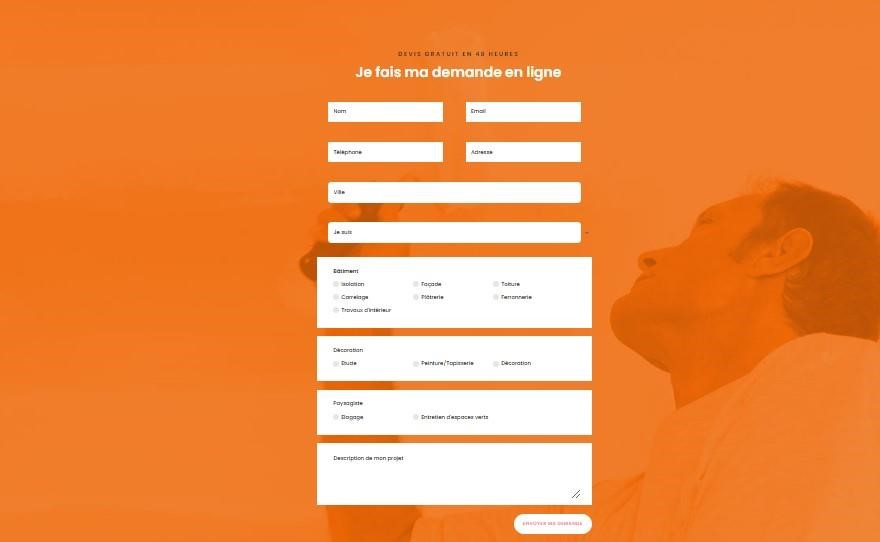 DEVIS GRATUIT EN 48 HEURES
Je fais ma demande en ligne
Nom Email
Téléphone Adresse
Ville
Je suis
Bâtiment
Isolation Façade Toiture
Carrelage Plâtrerie Ferronnerie
Travaux d'intérieur
Décoration
Etude Peinture/Tapisserie Décoration
Paysagiste
Elagage Entretien d'espaces verts
Description de mon projet
ENVOYER MA DEMANDE